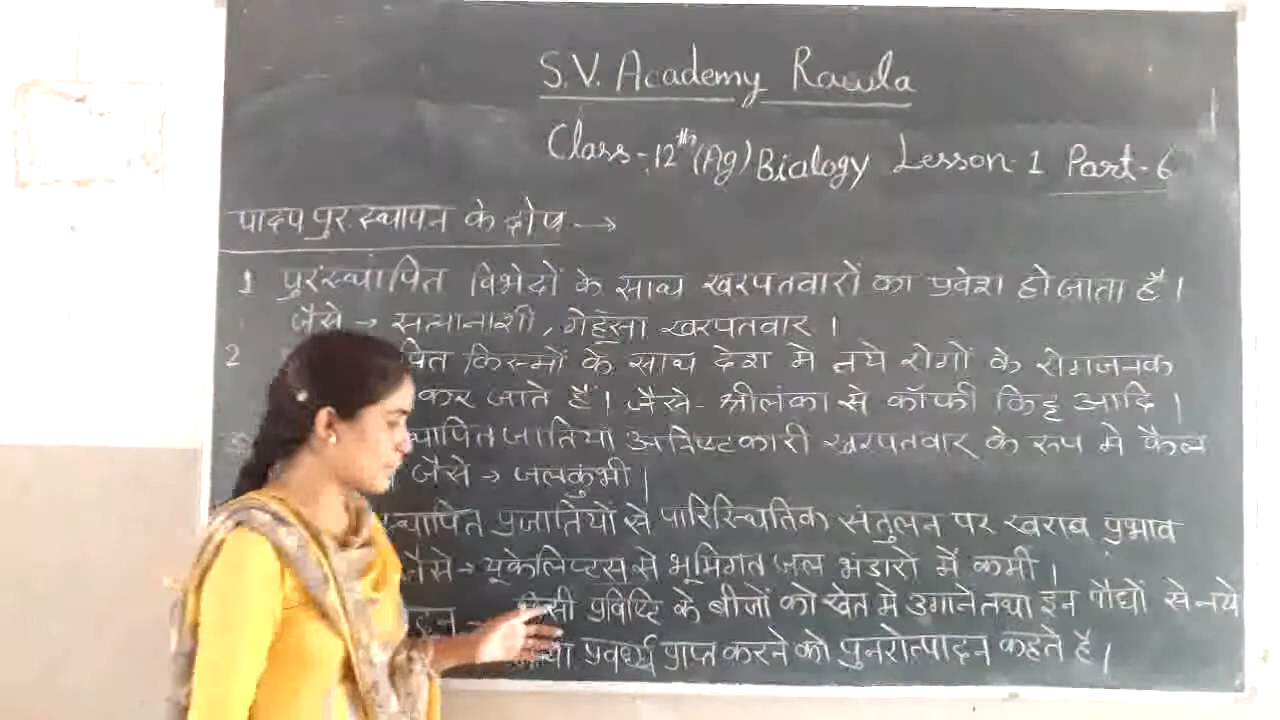 S.V. Academy Rawla
Class-12th (Ag) Biology Lesson-1 Part-6
पादप पुरःस्थापन के दोष →
1 पुरःस्थापित विभेदों के साथ खरपतवारों का प्रवेश हो जाता है।
जैसे → सत्यानाशी, गेहूंसा खरपतवार।
2 पित किस्मों के साथ देश मे नये रोगों के रोगजनक
कर जाते हैं। जैसे - श्रीलंका से कॉफी किट्ट आदि।
3 स्थापित जातियां अनिष्टकारी खरपतवार के रूप मे फैल
जैसे → जलकुंभी।
स्थापित प्रजातियों से पारिस्थितिक संतुलन पर खराब प्रभाव
जैसे → यूकेलिप्टस से भूमिगत जल भंडारो में कमी।
किसी प्रविष्टि के बीजों को खेत मे उगाने तथा इन पौधों से नये
प्रवर्ध्य प्राप्त करने को पुनरोत्पादन कहते है।